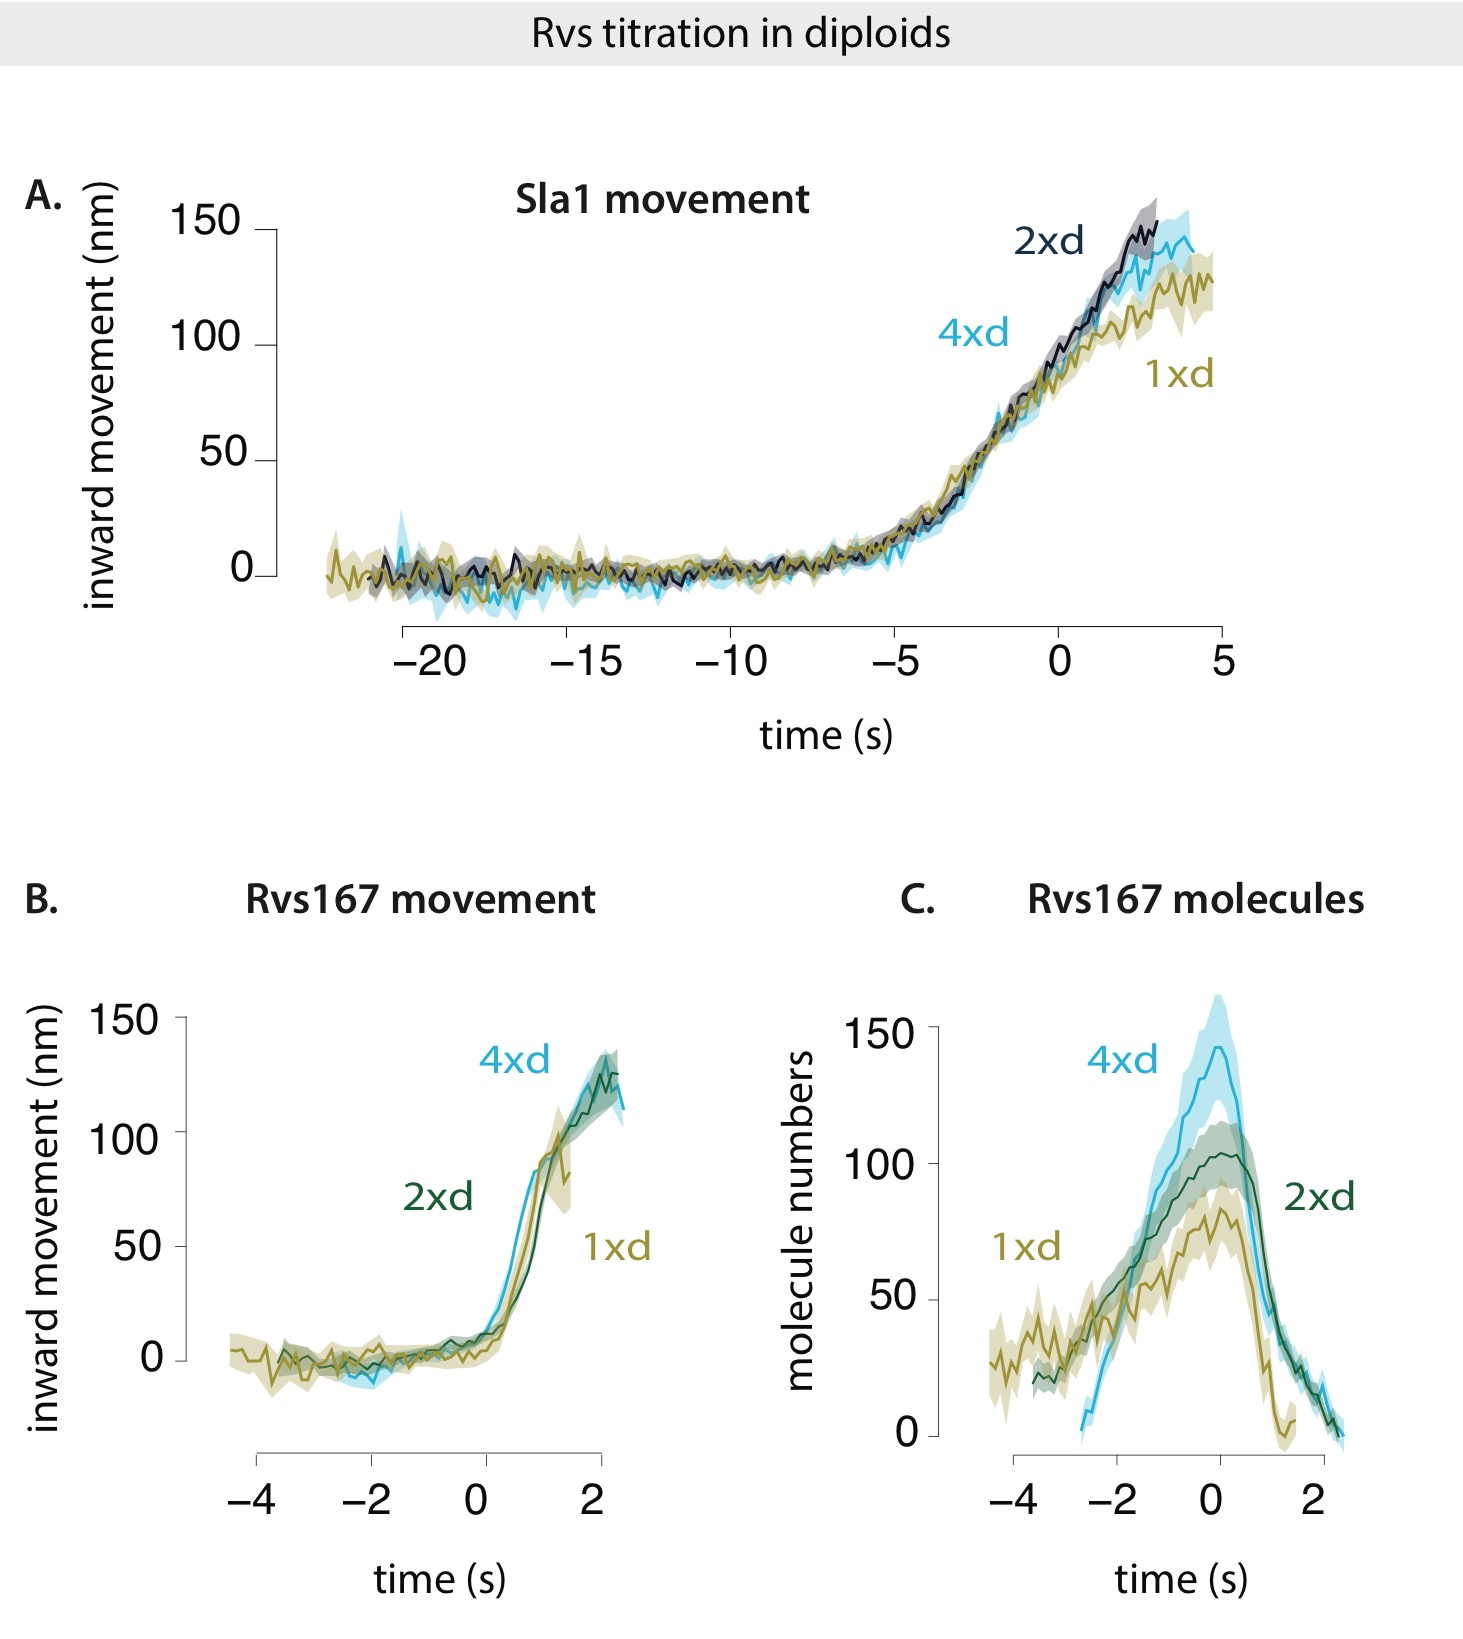 Rvs titration in diploids
A.
Sla1 movement
inward movement (nm)
150
100
50
0
2xd
4xd
1xd
−20 −15 −10 −5 0 5
time (s)
B.
Rvs167 movement
inward movement (nm)
150
100
50
0
4xd
2xd
1xd
−4 −2 0 2
time (s)
C.
Rvs167 molecules
molecule numbers
150
100
50
0
4xd
2xd
1xd
−4 −2 0 2
time (s)